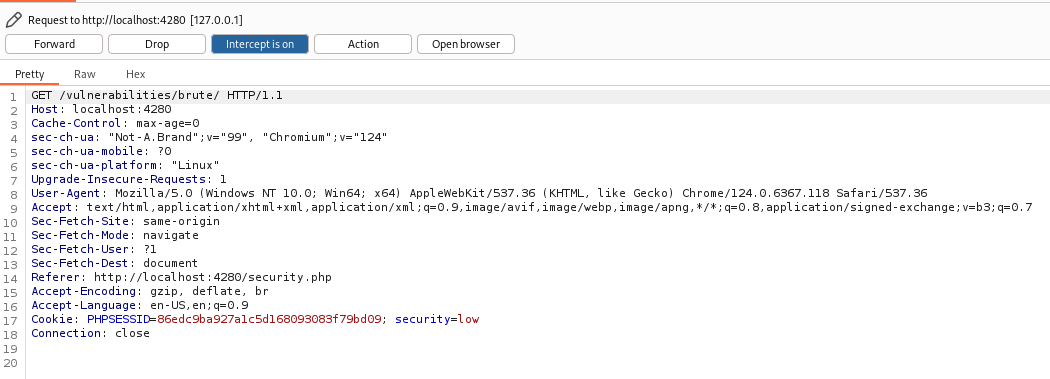 Request to http://localhost:4280 [127.0.0.1]
Forward Drop Intercept is on Action Open browser
Pretty Raw Hex
1 GET /vulnerabilities/brute/ HTTP/1.1
2 Host: localhost:4280
3 Cache-Control: max-age=0
4 sec-ch-ua: "Not-A.Brand";v="99", "Chromium";v="124"
5 sec-ch-ua-mobile: ?0
6 sec-ch-ua-platform: "Linux"
7 Upgrade-Insecure-Requests: 1
8 User-Agent: Mozilla/5.0 (Windows NT 10.0; Win64; x64) AppleWebKit/537.36 (KHTML, like Gecko) Chrome/124.0.6367.118 Safari/537.36
9 Accept: text/html,application/xhtml+xml,application/xml;q=0.9,image/avif,image/webp,image/apng,*/*;q=0.8,application/signed-exchange;v=b3;q=0.7
10 Sec-Fetch-Site: same-origin
11 Sec-Fetch-Mode: navigate
12 Sec-Fetch-User: ?1
13 Sec-Fetch-Dest: document
14 Referer: http://localhost:4280/security.php
15 Accept-Encoding: gzip, deflate, br
16 Accept-Language: en-US,en;q=0.9
17 Cookie: PHPSESSID=86edc9ba927a1c5d168093083f79bd09; security=low
18 Connection: close
19
20